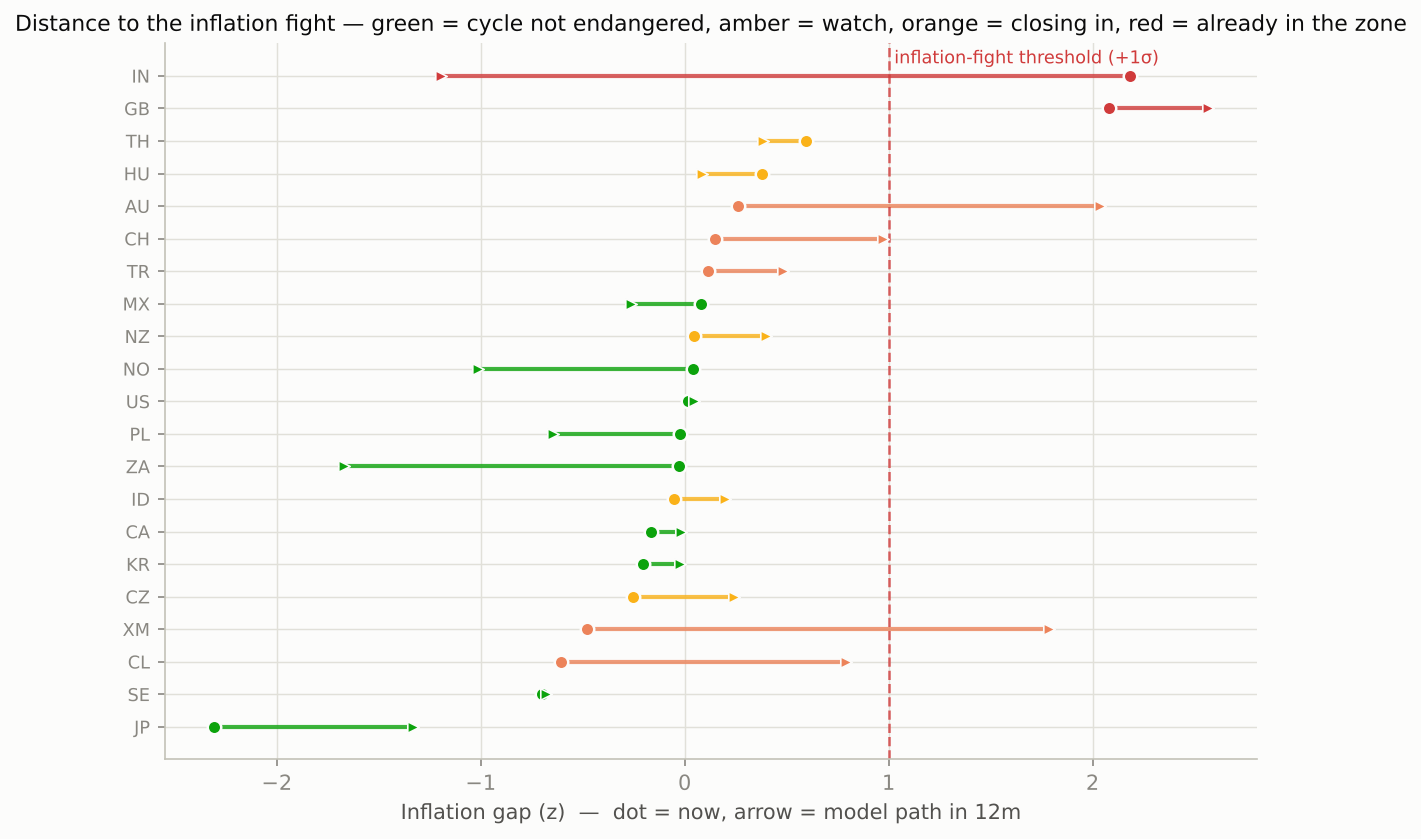 Distance to the inflation fight — green = cycle not endangered, amber = watch, orange = closing in, red = already in the zone
inflation-fight threshold (+1σ)
IN
GB
TH
HU
AU
CH
TR
MX
NZ
NO
US
PL
ZA
ID
CA
KR
CZ
XM
CL
SE
JP
−2 −1 0 1 2
Inflation gap (z) — dot = now, arrow = model path in 12m